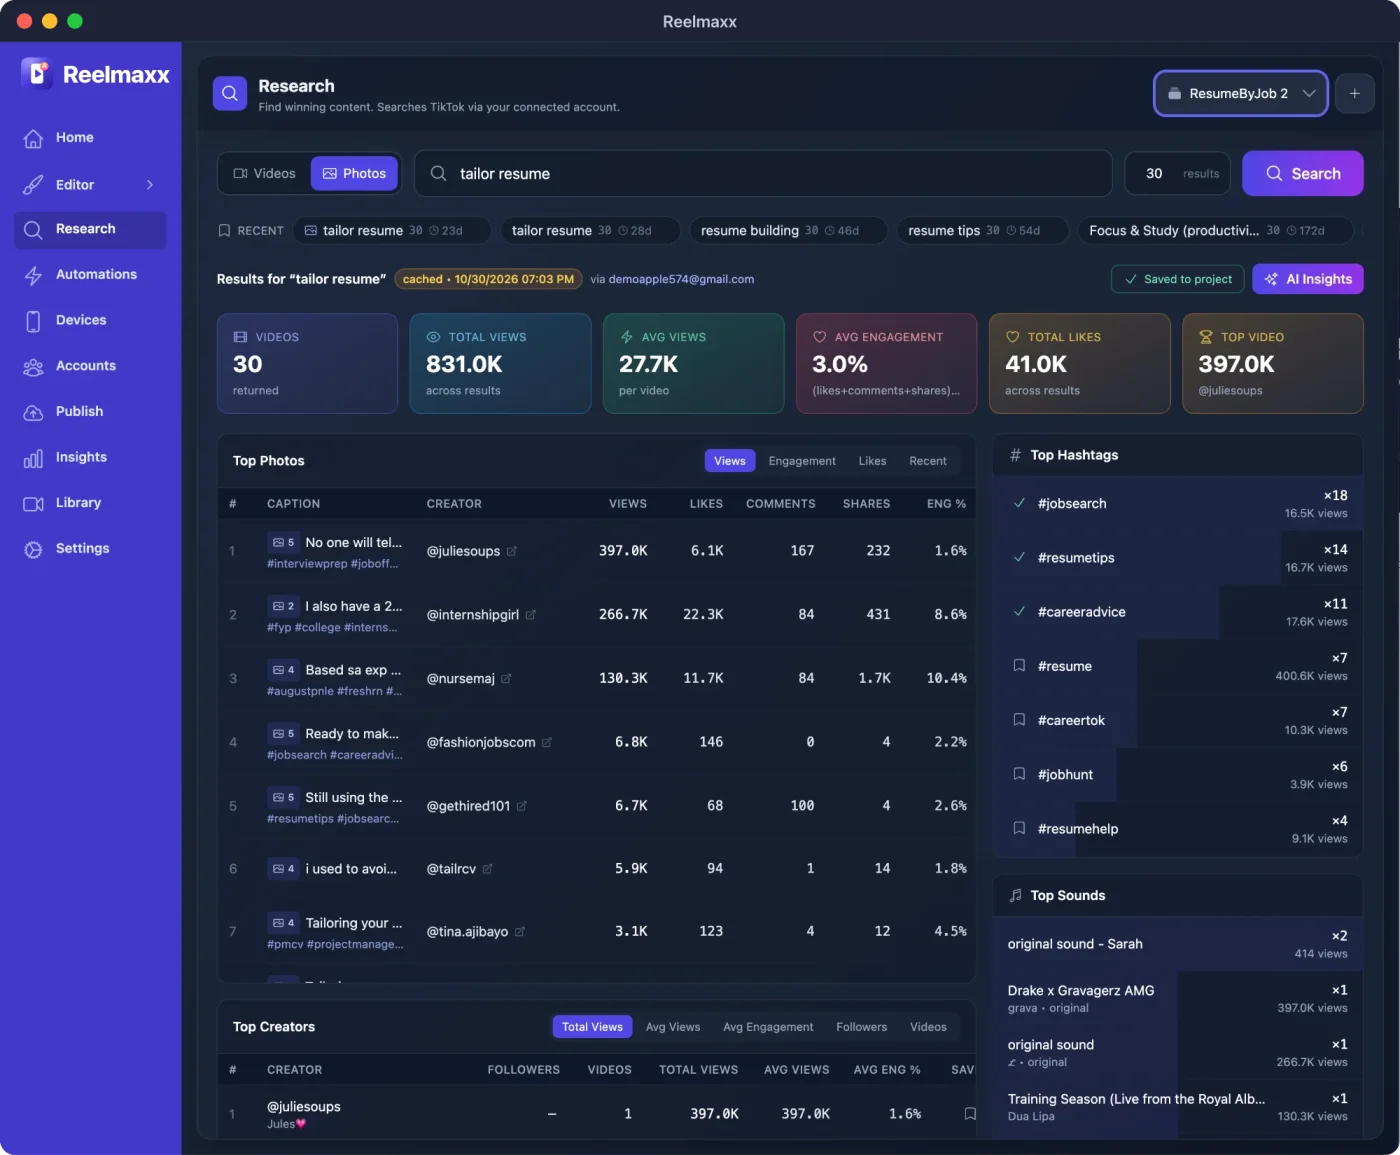 Reelmaxx
Reelmaxx
Home
Editor
Research
Automations
Devices
Accounts
Publish
Insights
Library
Settings
Research
Find winning content. Searches TikTok via your connected account.
ResumeByJob 2
Videos
Photos
tailor resume
30 results
Search
RECENT
tailor resume 30 23d
tailor resume 30 28d
resume building 30 46d
resume tips 30 54d
Focus & Study (productivi... 30 172d
Results for “tailor resume”
cached • 10/30/2026 07:03 PM
via demoapple574@gmail.com
Saved to project
AI Insights
VIDEOS
30
returned
TOTAL VIEWS
831.0K
across results
AVG VIEWS
27.7K
per video
AVG ENGAGEMENT
3.0%
(likes+comments+shares)...
TOTAL LIKES
41.0K
across results
TOP VIDEO
397.0K
@juliesoups
Top Photos
Views Engagement Likes Recent
# CAPTION CREATOR VIEWS LIKES COMMENTS SHARES ENG %
1 5 No one will tel... @juliesoups 397.0K 6.1K 167 232 1.6%
#interviewprep #joboff...
2 2 I also have a 2... @internshipgirl 266.7K 22.3K 84 431 8.6%
#fyp #college #interns...
3 4 Based sa exp ... @nursemaj 130.3K 11.7K 84 1.7K 10.4%
#augustpnle #freshrn #...
4 5 Ready to mak... @fashionjobscom 6.8K 146 0 4 2.2%
#jobsearch #careeradvi...
5 5 Still using the ... @gethired101 6.7K 68 100 4 2.6%
#resumetips #jobsearc...
6 4 i used to avoi... @tailrcv 5.9K 94 1 14 1.8%
7 4 Tailoring your ... @tina.ajibayo 3.1K 123 4 12 4.5%
#pmcv #projectmanage...
Top Creators
Total Views Avg Views Avg Engagement Followers Videos
# CREATOR FOLLOWERS VIDEOS TOTAL VIEWS AVG VIEWS AVG ENG % SAV
1 @juliesoups — 1 397.0K 397.0K 1.6%
Jules💗
# Top Hashtags
#jobsearch ×18
16.5K views
#resumetips ×14
16.7K views
#careeradvice ×11
17.6K views
#resume ×7
400.6K views
#careertok ×7
10.3K views
#jobhunt ×6
3.9K views
#resumehelp ×4
9.1K views
Top Sounds
original sound - Sarah ×2
414 views
Drake x Gravagerz AMG ×1
grava • original 397.0K views
original sound ×1
• original 266.7K views
Training Season (Live from the Royal Alb... ×1
Dua Lipa 130.3K views